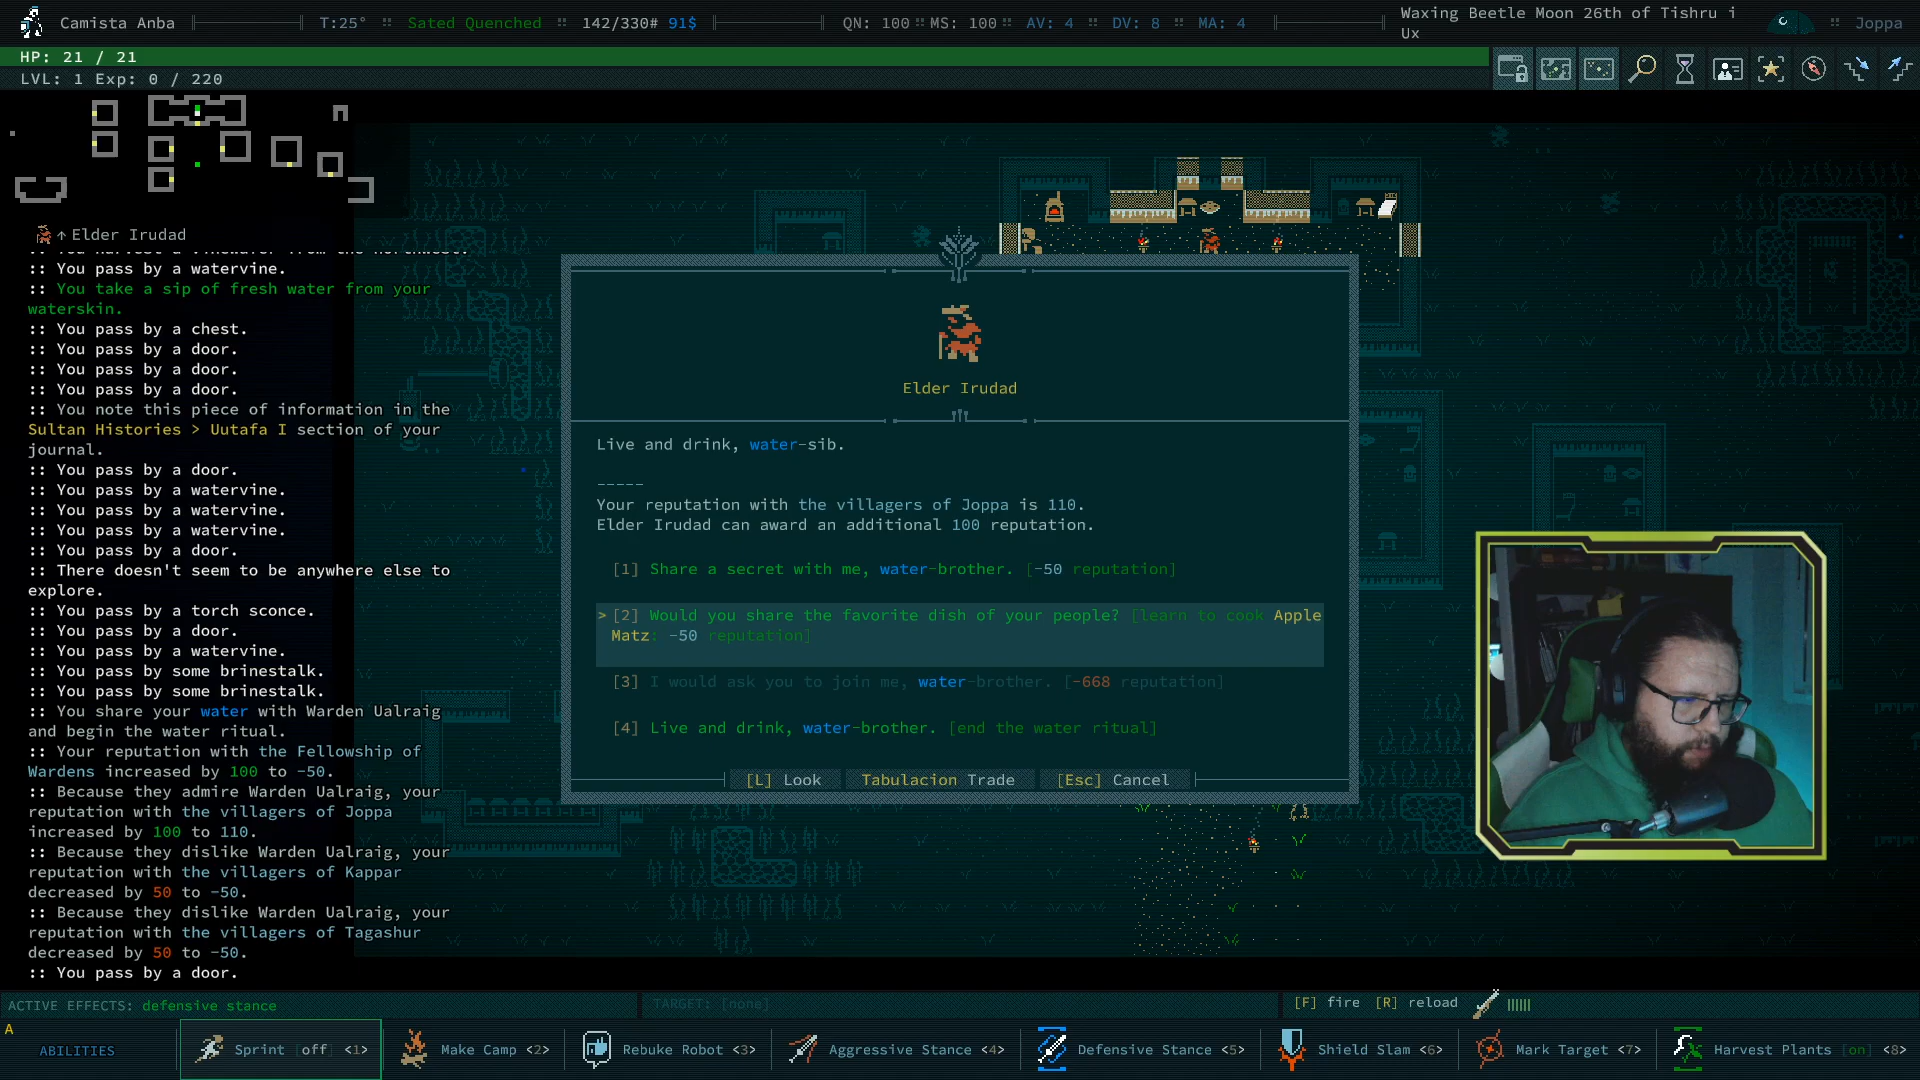 Camista Anba
T:25° :: Sated Quenched :: 142/330# 91$
QN: 100 :: MS: 100 :: AV: 4 :: DV: 8 :: MA: 4
Waxing Beetle Moon 26th of Tishru i
Ux
:: Joppa
HP: 21 / 21
LVL: 1 Exp: 0 / 220
↑ Elder Irudad
:: You pass by a watervine.
:: You take a sip of fresh water from your
waterskin.
:: You pass by a chest.
:: You pass by a door.
:: You pass by a door.
:: You pass by a door.
:: You note this piece of information in the
Sultan Histories > Uutafa I section of your
journal.
:: You pass by a door.
:: You pass by a watervine.
:: You pass by a watervine.
:: You pass by a watervine.
:: You pass by a door.
:: There doesn't seem to be anywhere else to
explore.
:: You pass by a torch sconce.
:: You pass by a door.
:: You pass by a watervine.
:: You pass by some brinestalk.
:: You pass by some brinestalk.
:: You share your water with Warden Ualraig
and begin the water ritual.
:: Your reputation with the Fellowship of
Wardens increased by 100 to -50.
:: Because they admire Warden Ualraig, your
reputation with the villagers of Joppa
increased by 100 to 110.
:: Because they dislike Warden Ualraig, your
reputation with the villagers of Kappar
decreased by 50 to -50.
:: Because they dislike Warden Ualraig, your
reputation with the villagers of Tagashur
decreased by 50 to -50.
:: You pass by a door.
Elder Irudad
Live and drink, water-sib.
-----
Your reputation with the villagers of Joppa is 110.
Elder Irudad can award an additional 100 reputation.
[1] Share a secret with me, water-brother. [-50 reputation]
> [2] Would you share the favorite dish of your people? [learn to cook Apple
Matz: -50 reputation]
[3] I would ask you to join me, water-brother. [-668 reputation]
[4] Live and drink, water-brother. [end the water ritual]
[L] Look
Tabulacion Trade
[Esc] Cancel
ACTIVE EFFECTS: defensive stance
TARGET: [none]
[F] fire [R] reload
A
ABILITIES
Sprint [off] <1>
Make Camp <2>
Rebuke Robot <3>
Aggressive Stance <4>
Defensive Stance <5>
Shield Slam <6>
Mark Target <7>
Harvest Plants [on] <8>